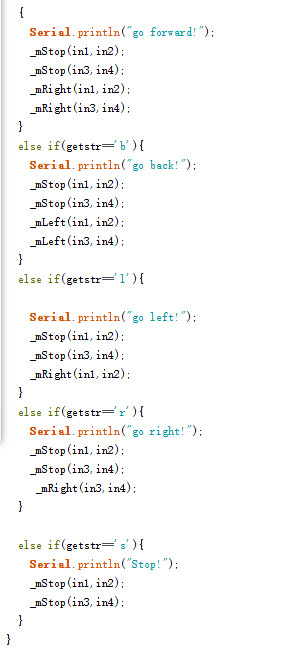 {
Serial.println("go forward!");
_mStop(in1,in2);
_mStop(in3,in4);
_mRight(in1,in2);
_mRight(in3,in4);
}
else if(getstr=='b'){
Serial.println("go back!");
_mStop(in1,in2);
_mStop(in3,in4);
_mLeft(in1,in2);
_mLeft(in3,in4);
}
else if(getstr=='l'){
Serial.println("go left!");
_mStop(in1,in2);
_mStop(in3,in4);
_mRight(in1,in2);
}
else if(getstr=='r'){
Serial.println("go right!");
_mStop(in1,in2);
_mStop(in3,in4);
_mRight(in3,in4);
}
else if(getstr=='s'){
Serial.println("Stop!");
_mStop(in1,in2);
_mStop(in3,in4);
}
}